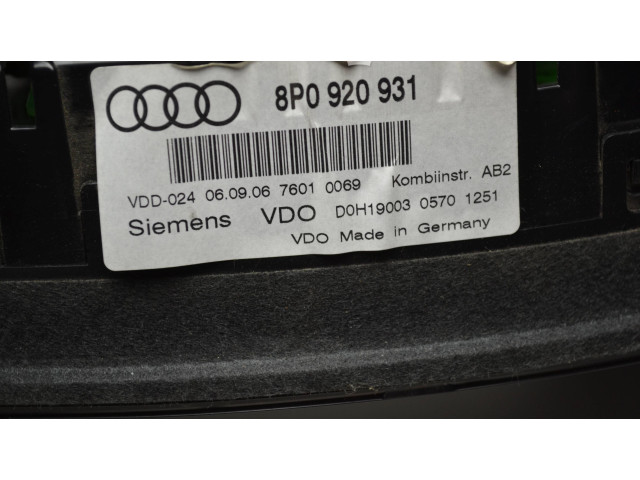 8P0 920 931
VDD-024 06.09.06 7601 0069 Kombiinstr. AB2
Siemens VDO D0H19003 0570 1251
VDO Made in Germany